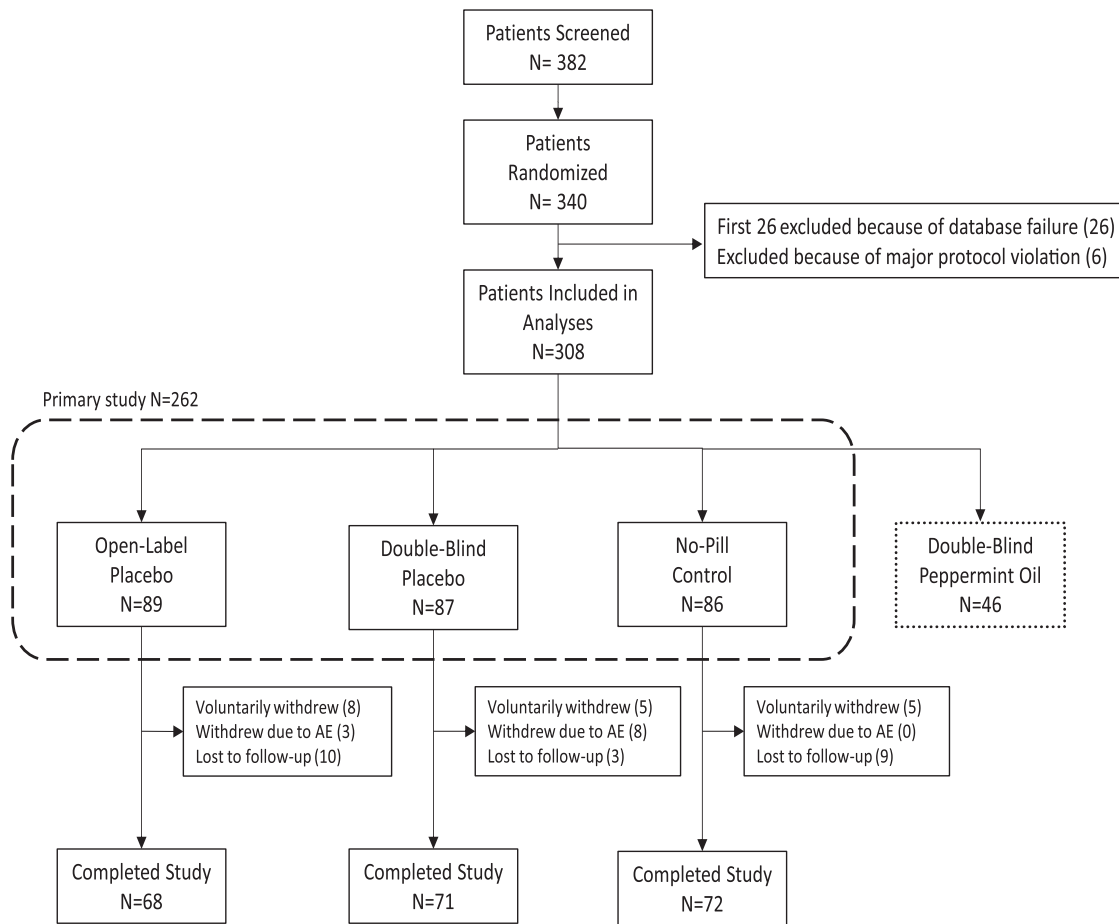 Patients Screened
N= 382
Patients
Randomized
N= 340
First 26 excluded because of database failure (26)
Excluded because of major protocol violation (6)
Patients Included in
Analyses
N=308
Primary study N=262
Open-Label
Placebo
N=89
Double-Blind
Placebo
N=87
No-Pill
Control
N=86
Double-Blind
Peppermint Oil
N=46
Voluntarily withdrew (8)
Withdrew due to AE (3)
Lost to follow-up (10)
Voluntarily withdrew (5)
Withdrew due to AE (8)
Lost to follow-up (3)
Voluntarily withdrew (5)
Withdrew due to AE (0)
Lost to follow-up (9)
Completed Study
N=68
Completed Study
N=71
Completed Study
N=72